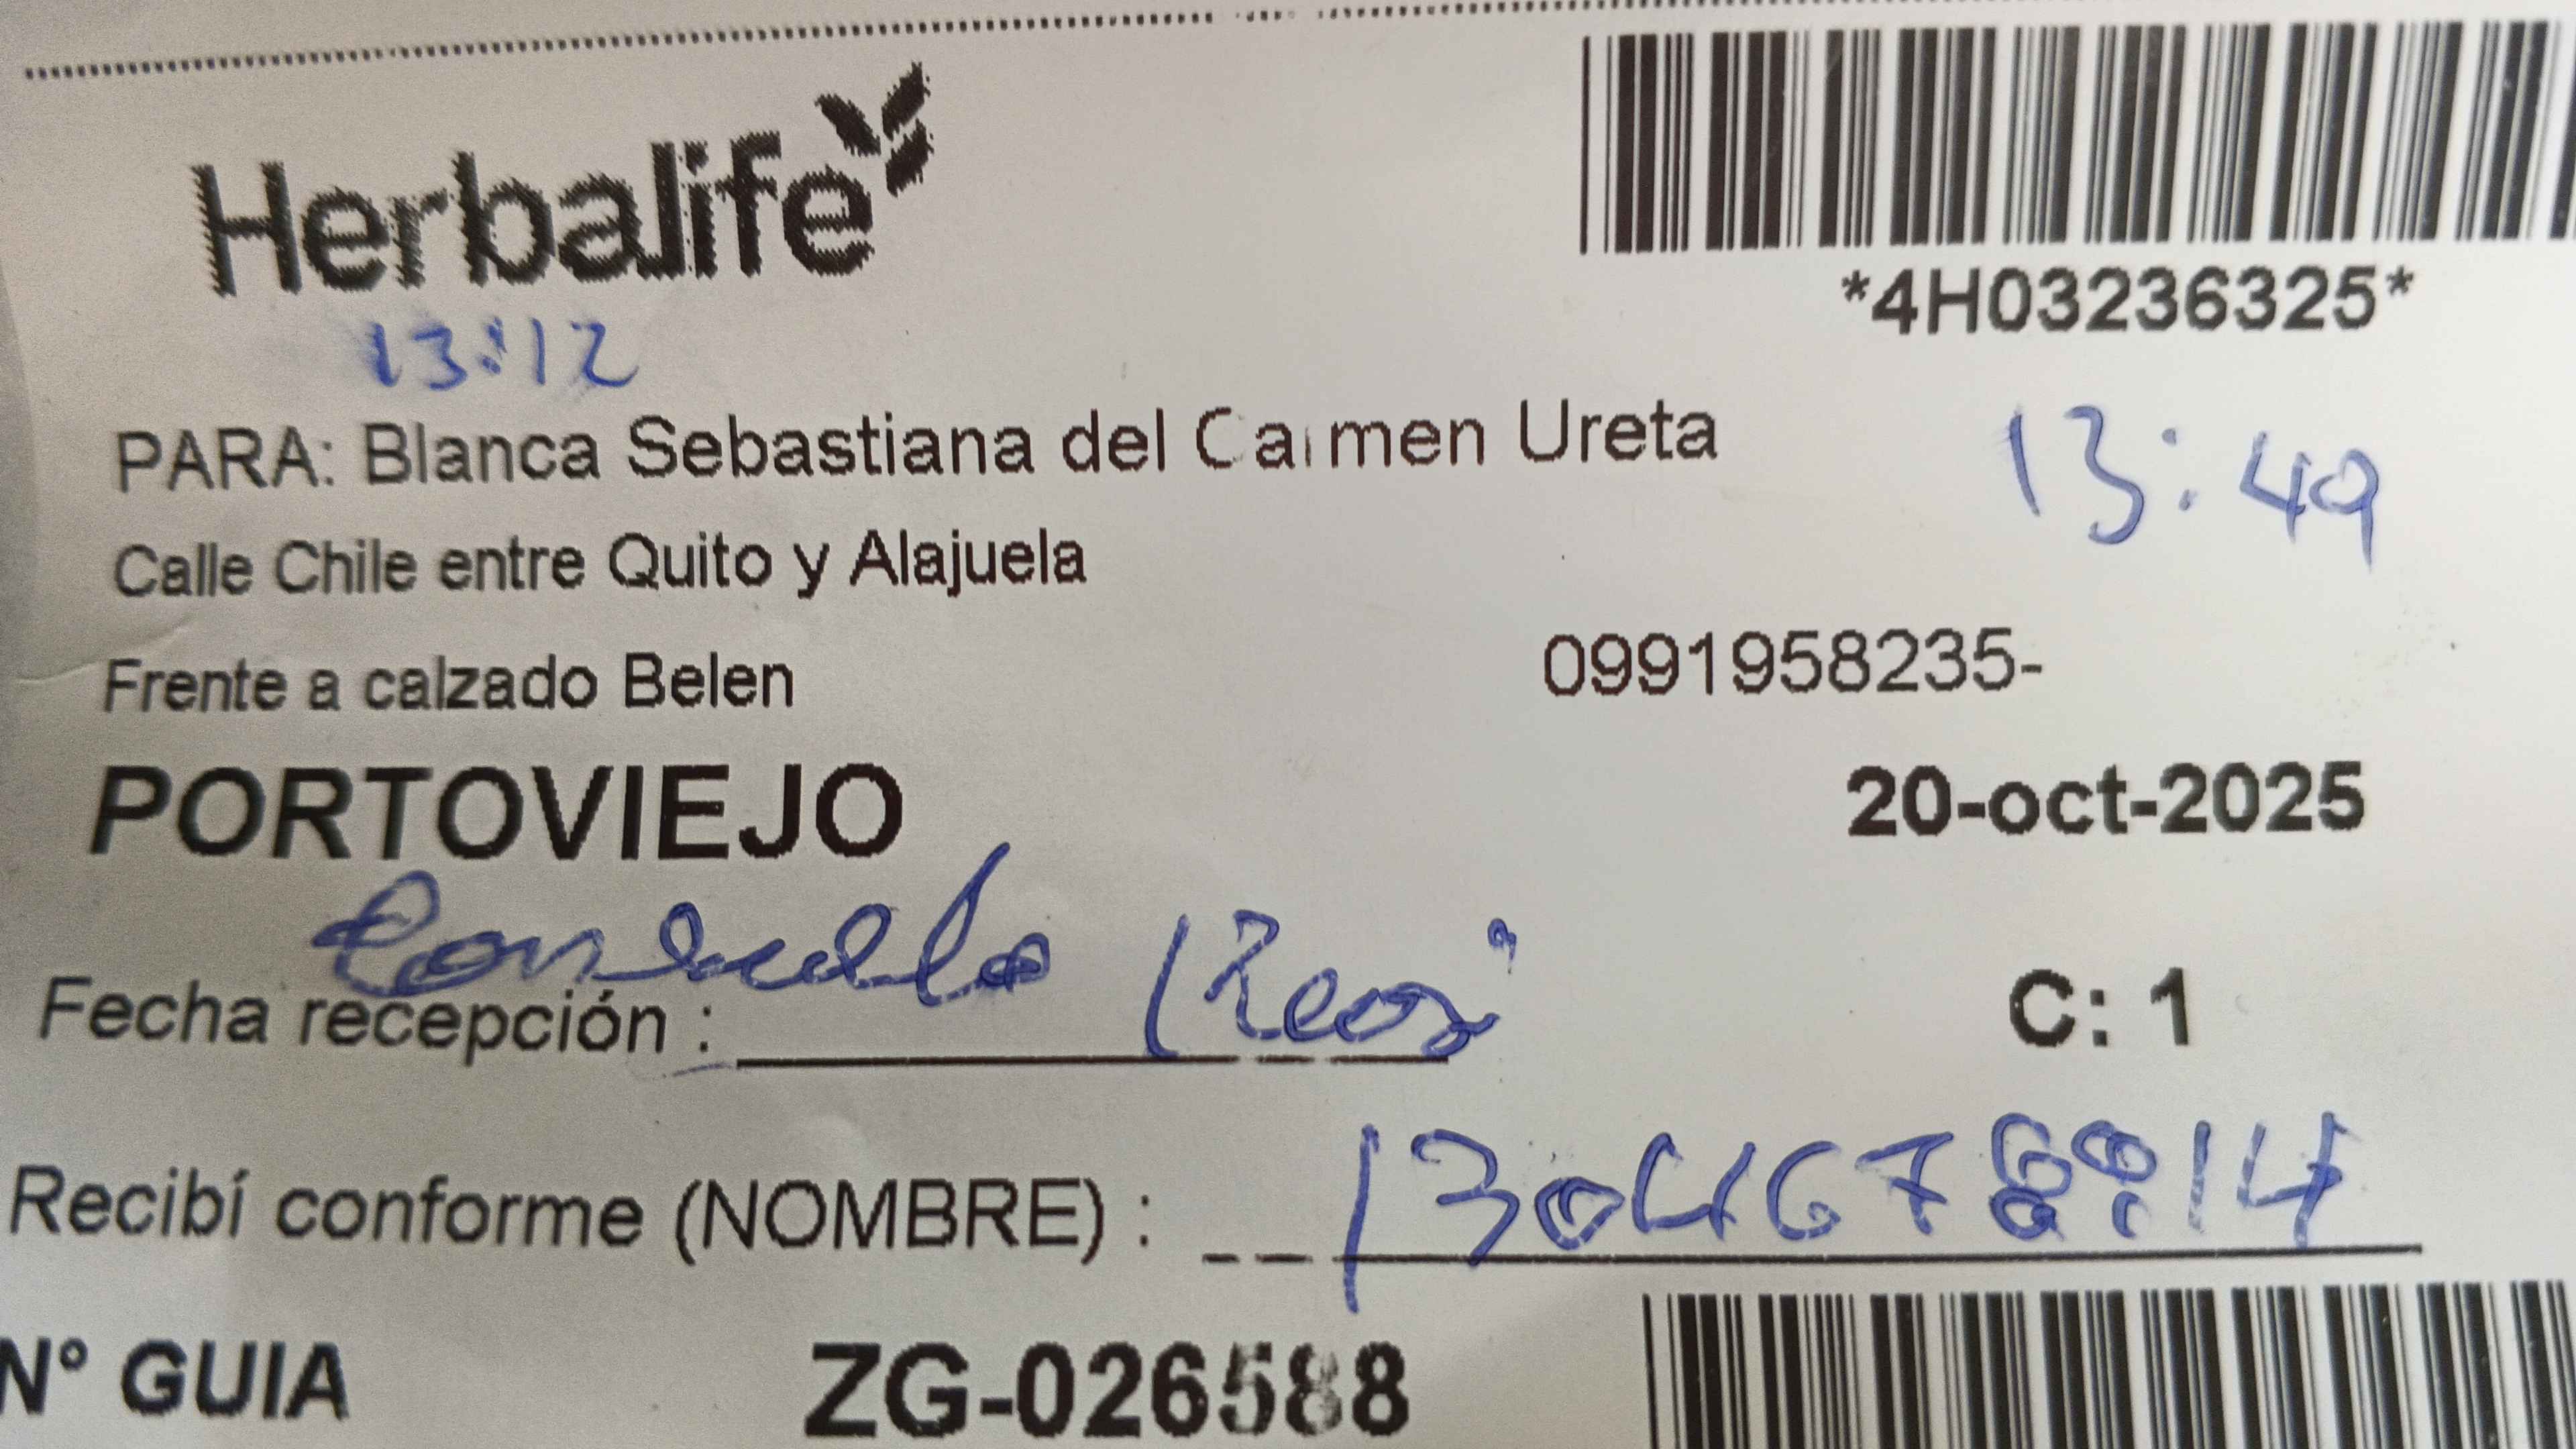 Herbalife
*4H03236325*
13:12
PARA: Blanca Sebastiana del Carmen Ureta
13:49
Calle Chile entre Quito y Alajuela
Frente a calzado Belen
0991958235-
PORTOVIEJO
20-oct-2025
Consuelo
Fecha recepción :
C: 1
Recibí conforme (NOMBRE) :
N° GUIA
ZG-026588